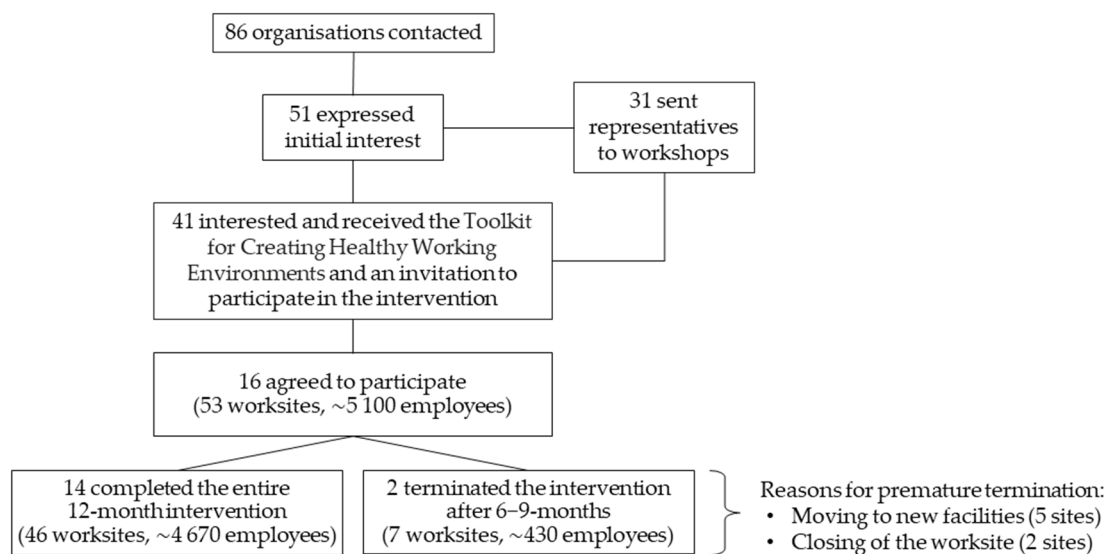 86 organisations contacted
51 expressed
initial interest
31 sent
representatives
to workshops
41 interested and received the Toolkit
for Creating Healthy Working
Environments and an invitation to
participate in the intervention
16 agreed to participate
(53 worksites, ~5 100 employees)
14 completed the entire
12-month intervention
(46 worksites, ~4 670 employees)
2 terminated the intervention
after 6–9-months
(7 worksites, ~430 employees)
Reasons for premature termination:
• Moving to new facilities (5 sites)
• Closing of the worksite (2 sites)